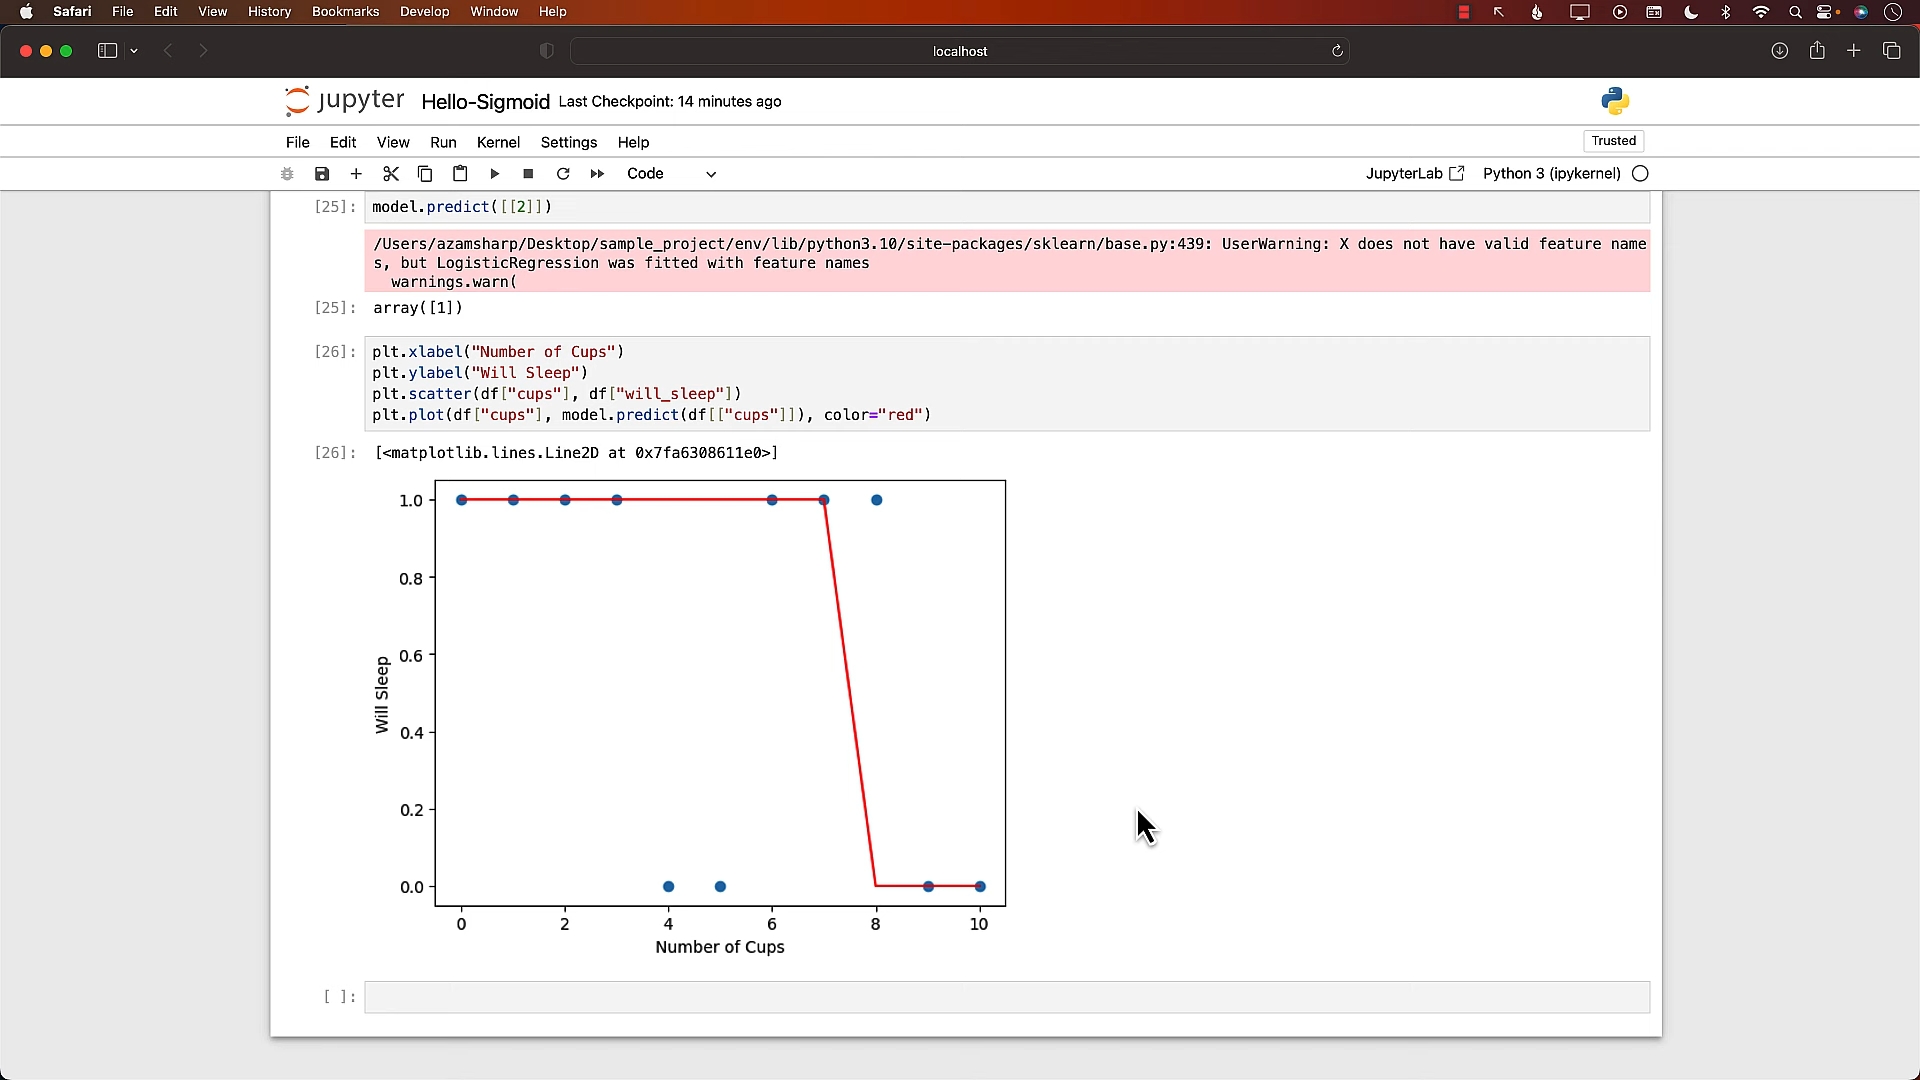 Safari File Edit View History Bookmarks Develop Window Help
localhost
jupyter Hello-Sigmoid Last Checkpoint: 14 minutes ago
File Edit View Run Kernel Settings Help
Trusted
Code
JupyterLab Python 3 (ipykernel)
[25]: model.predict([[2]])
/Users/azamsharp/Desktop/sample_project/env/lib/python3.10/site-packages/sklearn/base.py:439: UserWarning: X does not have valid feature name
s, but LogisticRegression was fitted with feature names
warnings.warn(
[25]: array([1])
[26]: plt.xlabel("Number of Cups")
plt.ylabel("Will Sleep")
plt.scatter(df["cups"], df["will_sleep"])
plt.plot(df["cups"], model.predict(df[["cups"]]), color="red")
[26]: [<matplotlib.lines.Line2D at 0x7fa6308611e0>]
1.0
0.8
0.6
0.4
0.2
0.0
Will Sleep
0 2 4 6 8 10
Number of Cups
[ ]: